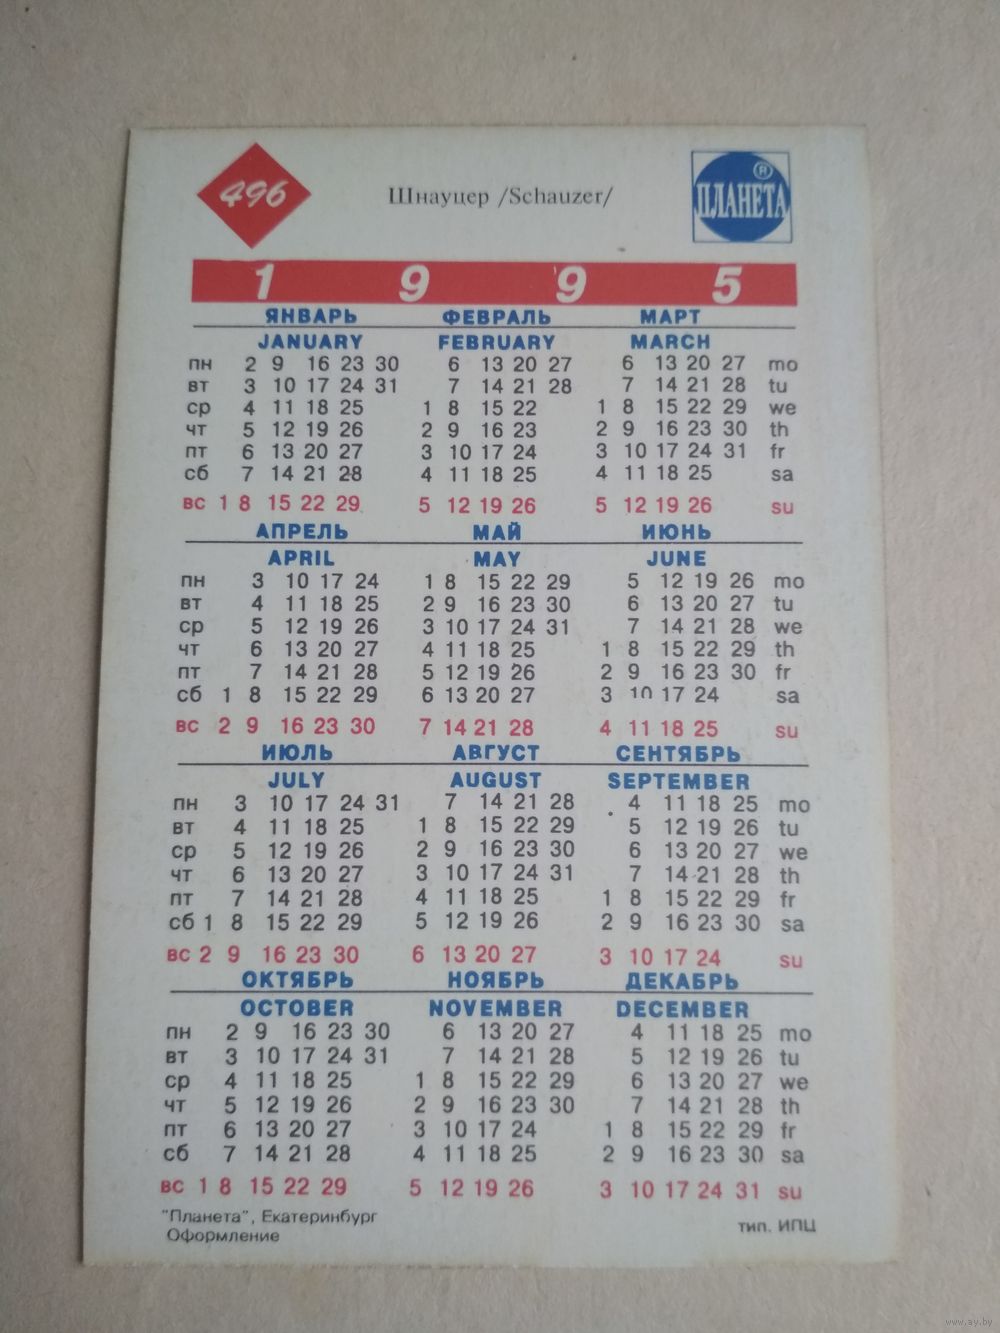 496 Шнауцер /Schauzer/ ПЛАНЕТА ®
1 9 9 5
ЯНВАРЬ ФЕВРАЛЬ МАРТ
JANUARY FEBRUARY MARCH
пн 2 9 16 23 30 6 13 20 27 6 13 20 27 mo
вт 3 10 17 24 31 7 14 21 28 7 14 21 28 tu
ср 4 11 18 25 1 8 15 22 1 8 15 22 29 we
чт 5 12 19 26 2 9 16 23 2 9 16 23 30 th
пт 6 13 20 27 3 10 17 24 3 10 17 24 31 fr
сб 7 14 21 28 4 11 18 25 4 11 18 25 sa
вс 1 8 15 22 29 5 12 19 26 5 12 19 26 su
АПРЕЛЬ МАЙ ИЮНЬ
APRIL MAY JUNE
пн 3 10 17 24 1 8 15 22 29 5 12 19 26 mo
вт 4 11 18 25 2 9 16 23 30 6 13 20 27 tu
ср 5 12 19 26 3 10 17 24 31 7 14 21 28 we
чт 6 13 20 27 4 11 18 25 1 8 15 22 29 th
пт 7 14 21 28 5 12 19 26 2 9 16 23 30 fr
сб 1 8 15 22 29 6 13 20 27 3 10 17 24 sa
вс 2 9 16 23 30 7 14 21 28 4 11 18 25 su
ИЮЛЬ АВГУСТ СЕНТЯБРЬ
JULY AUGUST SEPTEMBER
пн 3 10 17 24 31 7 14 21 28 4 11 18 25 mo
вт 4 11 18 25 1 8 15 22 29 5 12 19 26 tu
ср 5 12 19 26 2 9 16 23 30 6 13 20 27 we
чт 6 13 20 27 3 10 17 24 31 7 14 21 28 th
пт 7 14 21 28 4 11 18 25 1 8 15 22 29 fr
сб 1 8 15 22 29 5 12 19 26 2 9 16 23 30 sa
вс 2 9 16 23 30 6 13 20 27 3 10 17 24 su
ОКТЯБРЬ НОЯБРЬ ДЕКАБРЬ
OCTOBER NOVEMBER DECEMBER
пн 2 9 16 23 30 6 13 20 27 4 11 18 25 mo
вт 3 10 17 24 31 7 14 21 28 5 12 19 26 tu
ср 4 11 18 25 1 8 15 22 29 6 13 20 27 we
чт 5 12 19 26 2 9 16 23 30 7 14 21 28 th
пт 6 13 20 27 3 10 17 24 1 8 15 22 29 fr
сб 7 14 21 28 4 11 18 25 2 9 16 23 30 sa
вс 1 8 15 22 29 5 12 19 26 3 10 17 24 31 su
"Планета", Екатеринбург тип. ИПЦ
Оформление
www.ay.by